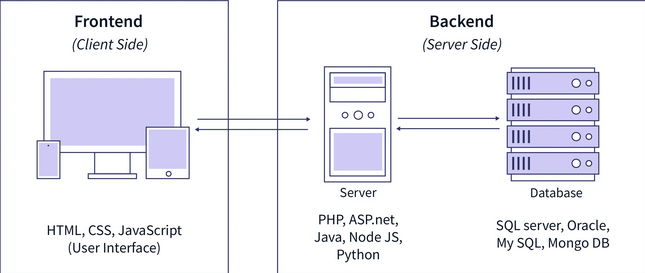 Frontend
(Client Side)
HTML, CSS, JavaScript
(User Interface)
Backend
(Server Side)
Server
PHP, ASP.net,
Java, Node JS,
Python
Database
SQL server, Oracle,
My SQL, Mongo DB